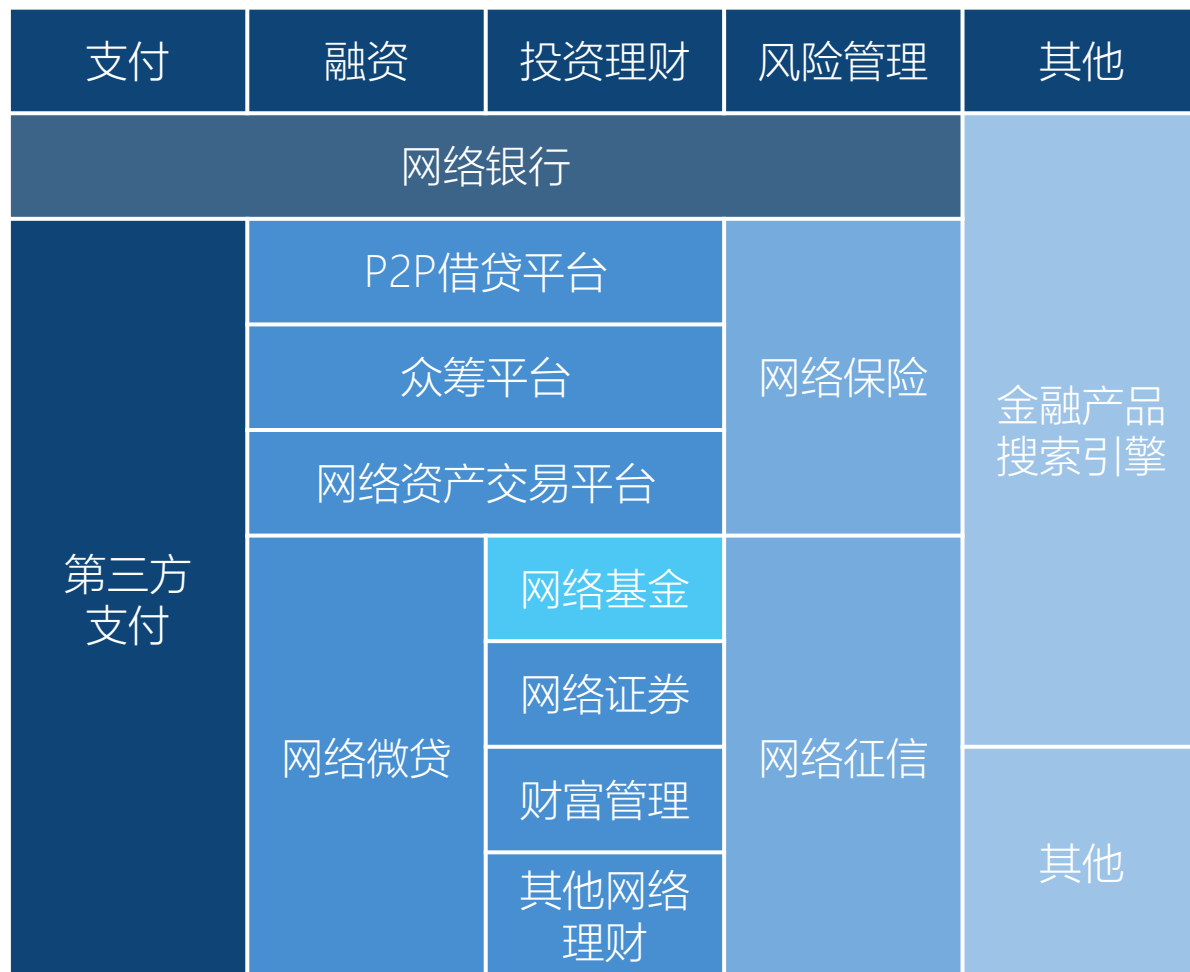 支付
融资
投资理财
风险管理
其他
网络银行
P2P借贷平台
众筹平台
网络保险
金融产品
搜索引擎
网络资产交易平台
第三方
支付
网络基金
网络证券
网络微贷
网络征信
财富管理
其他
其他网络
理财